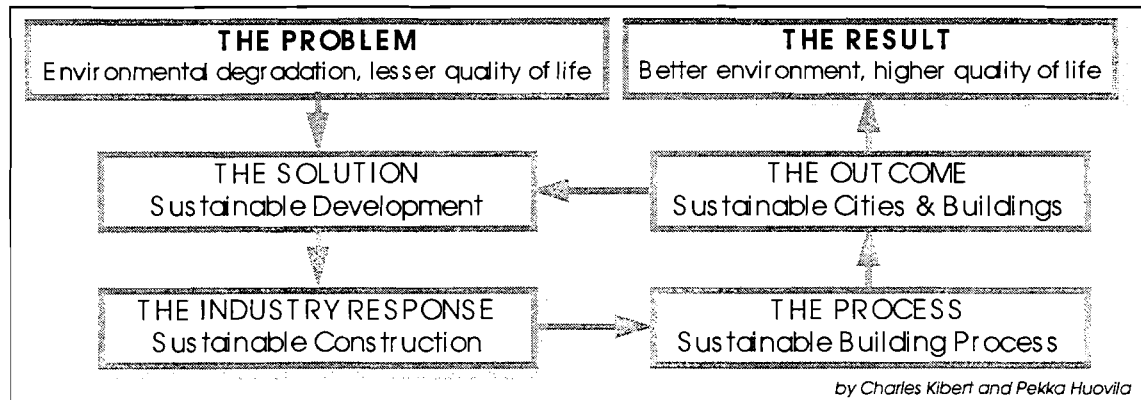 THE PROBLEM
Environmental degradation, lesser quality of life
THE RESULT
Better environment, higher quality of life
THE SOLUTION
Sustainable Development
THE OUTCOME
Sustainable Cities & Buildings
THE INDUSTRY RESPONSE
Sustainable Construction
THE PROCESS
Sustainable Building Process
by Charles Kibert and Pekka Huovila